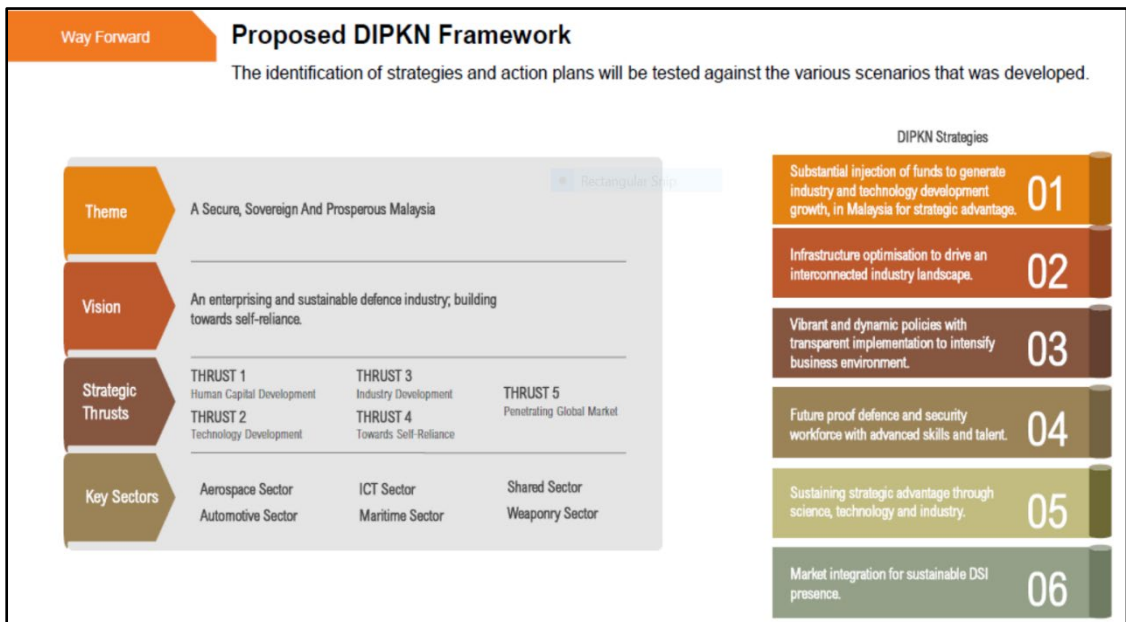 Way Forward
Proposed DIPKN Framework
The identification of strategies and action plans will be tested against the various scenarios that was developed.
Rectangular Snip
Theme
A Secure, Sovereign And Prosperous Malaysia
Vision
An enterprising and sustainable defence industry; building
towards self-reliance.
Strategic
Thrusts
THRUST 1
Human Capital Development
THRUST 2
Technology Development
THRUST 3
Industry Development
THRUST 4
Towards Self-Reliance
THRUST 5
Penetrating Global Market
Key Sectors
Aerospace Sector
Automotive Sector
ICT Sector
Maritime Sector
Shared Sector
Weaponry Sector
DIPKN Strategies
Substantial injection of funds to generate
industry and technology development
growth, in Malaysia for strategic advantage.
01
Infrastructure optimisation to drive an
interconnected industry landscape.
02
Vibrant and dynamic policies with
transparent implementation to intensify
business environment.
03
Future proof defence and security
workforce with advanced skills and talent.
04
Sustaining strategic advantage through
science, technology and industry.
05
Market integration for sustainable DSI
presence.
06